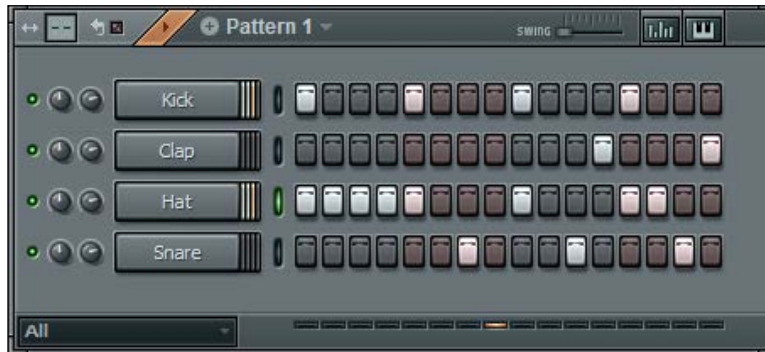 Pattern 1
SWING
Kick
Clap
Hat
Snare
All